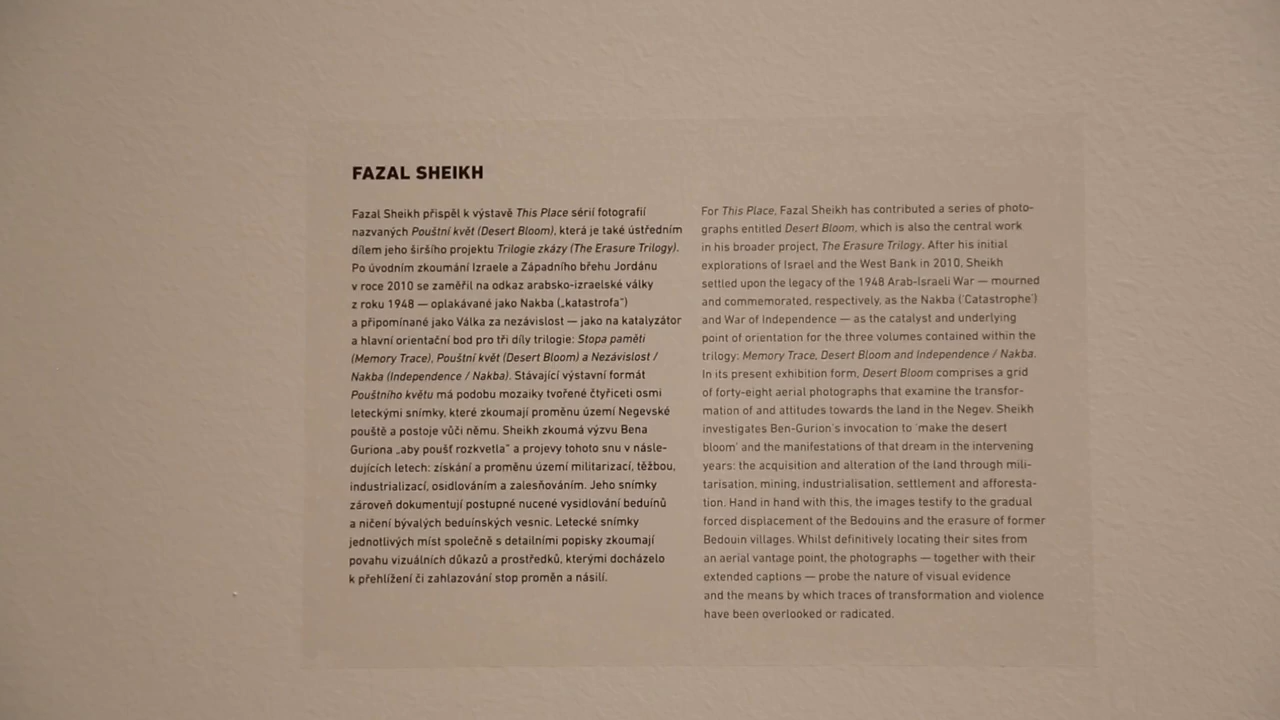 FAZAL SHEIKH
Fazal Sheikh přispěl k výstavě This Place sérií fotografií
nazvaných Pouštní květ (Desert Bloom), která je také ústředním
dílem jeho širšího projektu Trilogie zkázy (The Erasure Trilogy).
Po úvodním zkoumání Izraele a Západního břehu Jordánu
v roce 2010 se zaměřil na odkaz arabsko-izraelské války
z roku 1948 — oplakávané jako Nakba („katastrofa“)
a připomínané jako Válka za nezávislost — jako na katalyzátor
a hlavní orientační bod pro tři díly trilogie: Stopa paměti
(Memory Trace), Pouštní květ (Desert Bloom) a Nezávislost /
Nakba (Independence / Nakba). Stávající výstavní formát
Pouštního květu má podobu mozaiky tvořené čtyřiceti osmi
leteckými snímky, které zkoumají proměnu území Negevské
pouště a postoje vůči němu. Sheikh zkoumá výzvu Bena
Guriona „aby poušť rozkvetla“ a projevy tohoto snu v násle-
dujících letech: získání a proměnu území militarizací, těžbou,
industrializací, osidlováním a zalesňováním. Jeho snímky
zároveň dokumentují postupné nucené vysidlování beduínů
a ničení bývalých beduínských vesnic. Letecké snímky
jednotlivých míst společně s detailními popisky zkoumají
povahu vizuálních důkazů a prostředků, kterými docházelo
k přehlížení či zahlazování stop proměn a násilí.
For This Place, Fazal Sheikh has contributed a series of photo-
graphs entitled Desert Bloom, which is also the central work
in his broader project, The Erasure Trilogy. After his initial
explorations of Israel and the West Bank in 2010, Sheikh
settled upon the legacy of the 1948 Arab-Israeli War — mourned
and commemorated, respectively, as the Nakba (‘Catastrophe’)
and War of Independence — as the catalyst and underlying
point of orientation for the three volumes contained within the
trilogy: Memory Trace, Desert Bloom and Independence / Nakba.
In its present exhibition form, Desert Bloom comprises a grid
of forty-eight aerial photographs that examine the transfor-
mation of and attitudes towards the land in the Negev. Sheikh
investigates Ben-Gurion's invocation to ‘make the desert
bloom’ and the manifestations of that dream in the intervening
years: the acquisition and alteration of the land through mili-
tarisation, mining, industrialisation, settlement and afforesta-
tion. Hand in hand with this, the images testify to the gradual
forced displacement of the Bedouins and the erasure of former
Bedouin villages. Whilst definitively locating their sites from
an aerial vantage point, the photographs — together with their
extended captions — probe the nature of visual evidence
and the means by which traces of transformation and violence
have been overlooked or radicated.